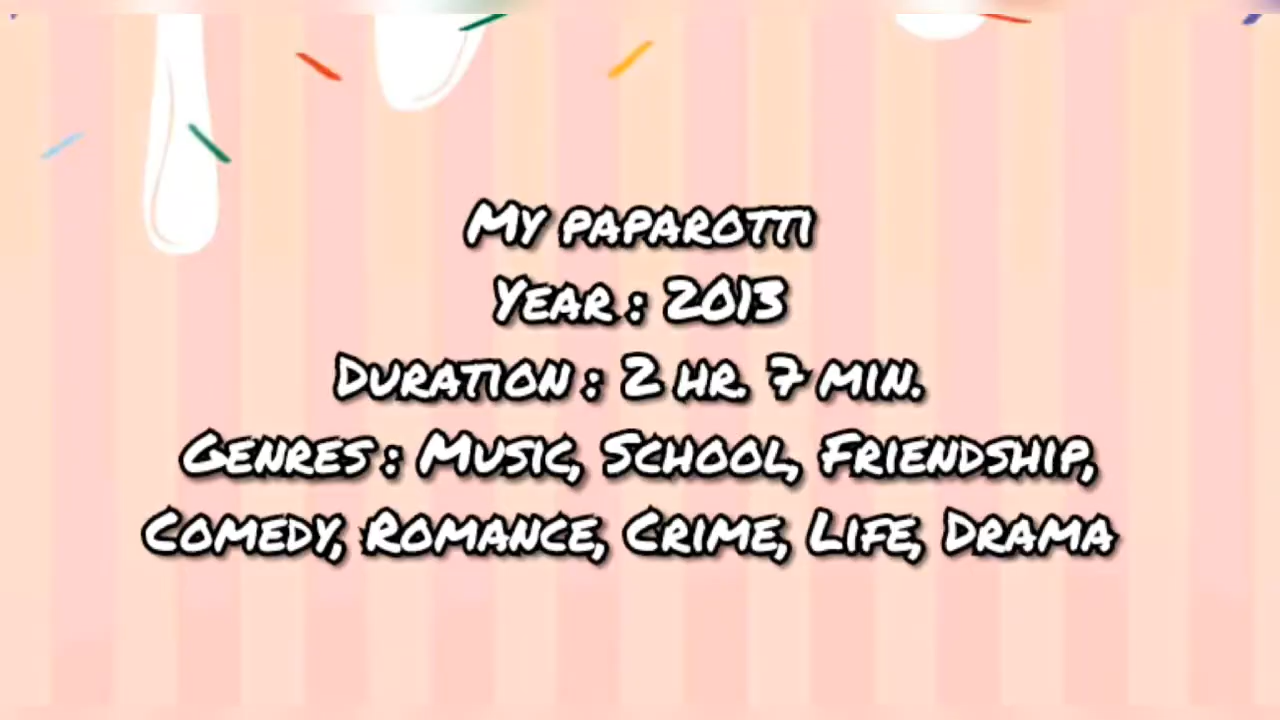 My paparotti
Year : 2013
Duration : 2 hr. 7 min.
Genres : Music, School, Friendship,
Comedy, Romance, Crime, Life, Drama